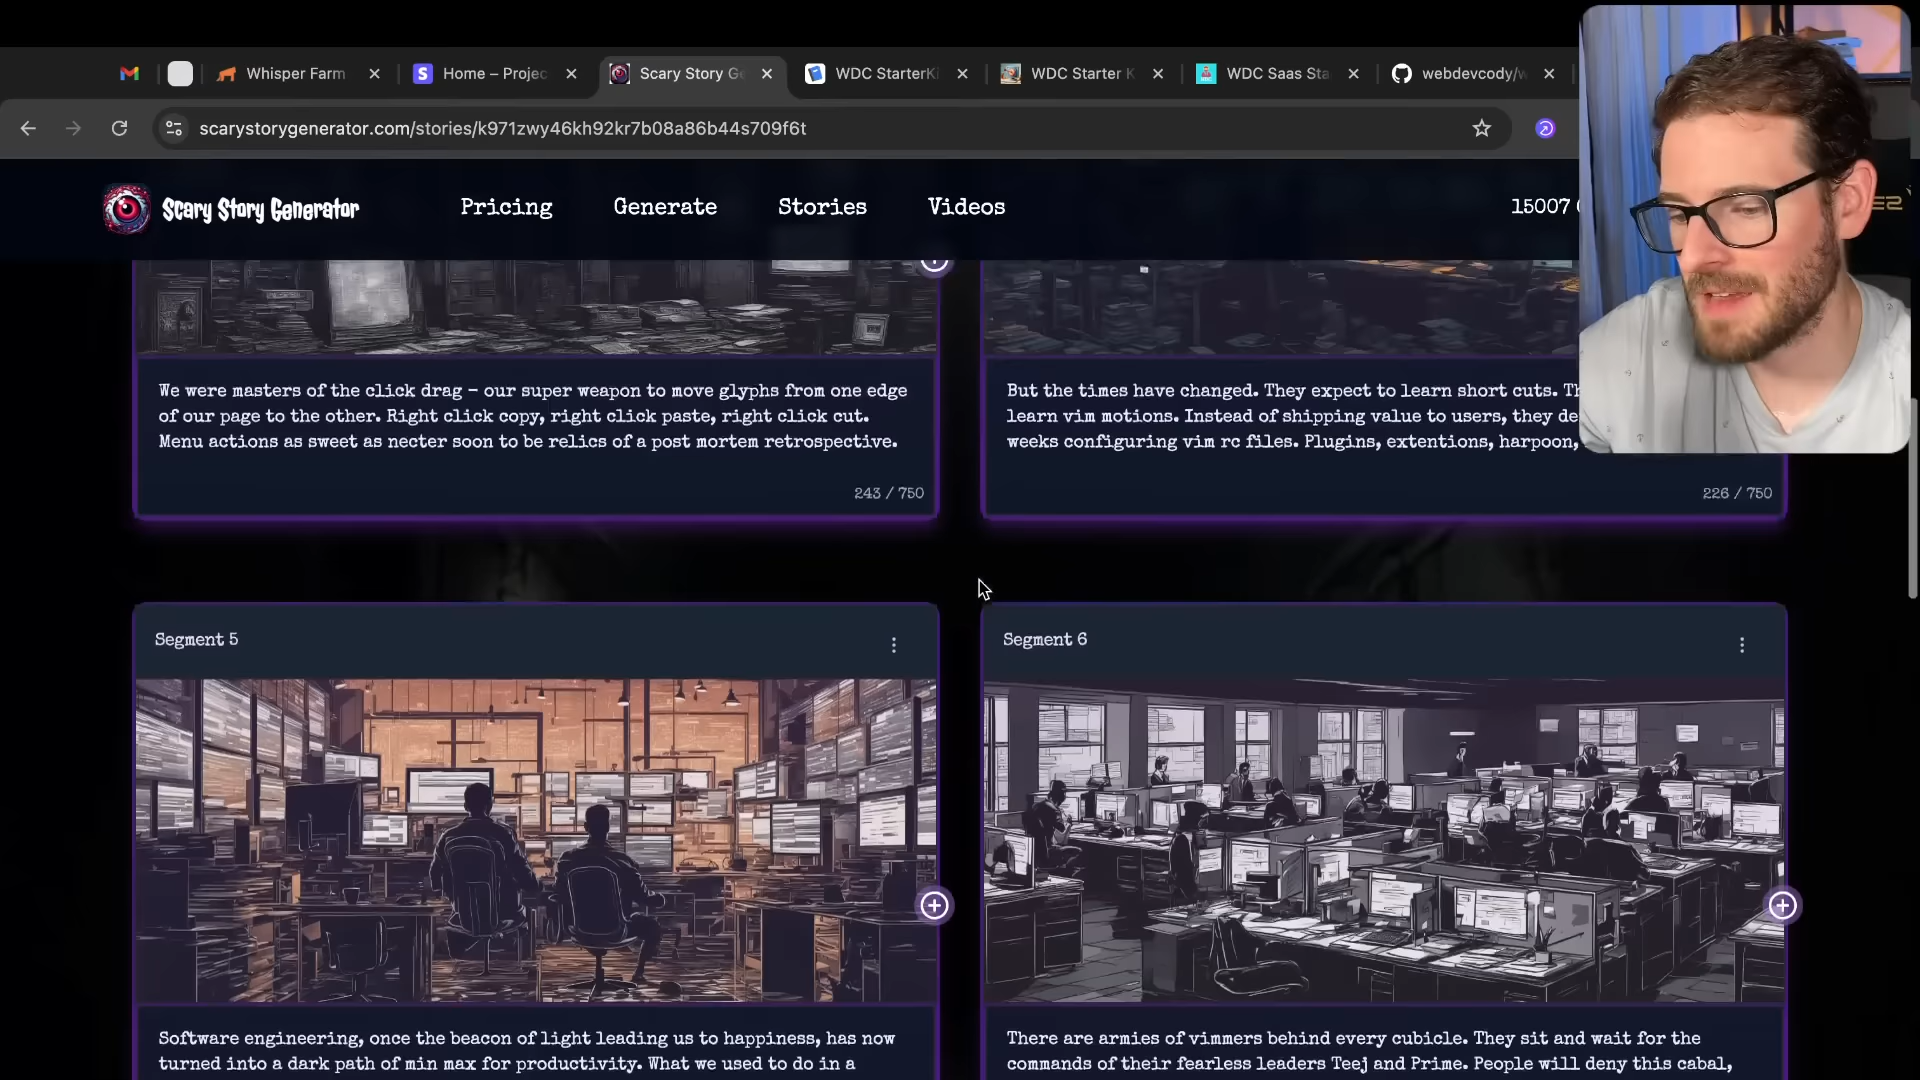 Whisper Farm
Home – Projec
Scary Story Ge
WDC StarterKi
WDC Starter K
WDC Saas Sta
webdevcody/w
scarystorygenerator.com/stories/k971zwy46kh92kr7b08a86b44s709f6t
Scary Story Generator
Pricing
Generate
Stories
Videos
15007
We were masters of the click drag – our super weapon to move glyphs from one edge
of our page to the other. Right click copy, right click paste, right click cut.
Menu actions as sweet as necter soon to be relics of a post mortem retrospective.
243 / 750
But the times have changed. They expect to learn short cuts. Th
learn vim motions. Instead of shipping value to users, they de
weeks configuring vim rc files. Plugins, extentions, harpoon,
226 / 750
Segment 5
Segment 6
Software engineering, once the beacon of light leading us to happiness, has now
turned into a dark path of min max for productivity. What we used to do in a
There are armies of vimmers behind every cubicle. They sit and wait for the
commands of their fearless leaders Teej and Prime. People will deny this cabal,